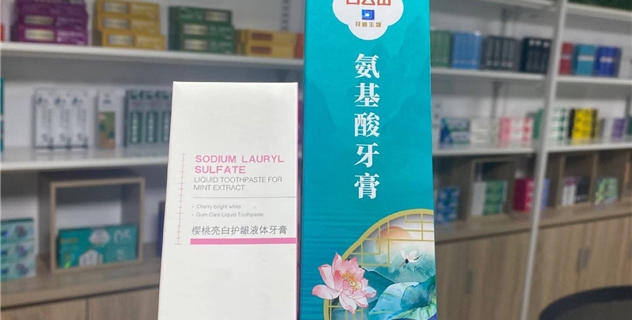 SODIUM LAURYL
SULFATE
LIQUID TOOTHPASTE FOR
MINT EXTRACT
Cherry bright white
Gum Care Liquid Toothpaste
樱桃亮白护龈液体牙膏
白云山
氨基酸牙膏